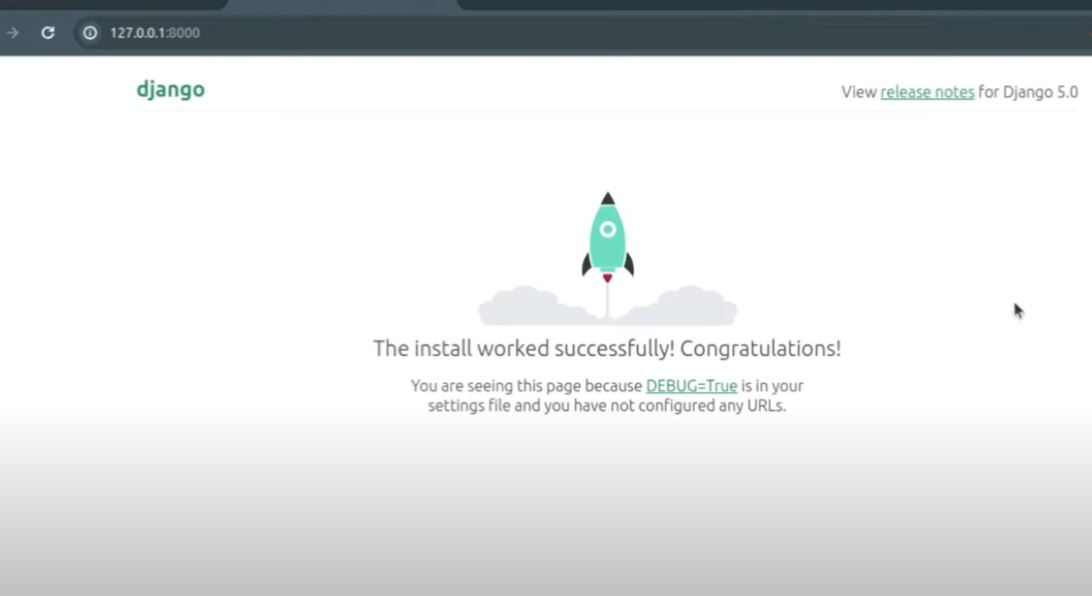 127.0.0.1:8000
django
View release notes for Django 5.0
The install worked successfully! Congratulations!
You are seeing this page because DEBUG=True is in your
settings file and you have not configured any URLs.